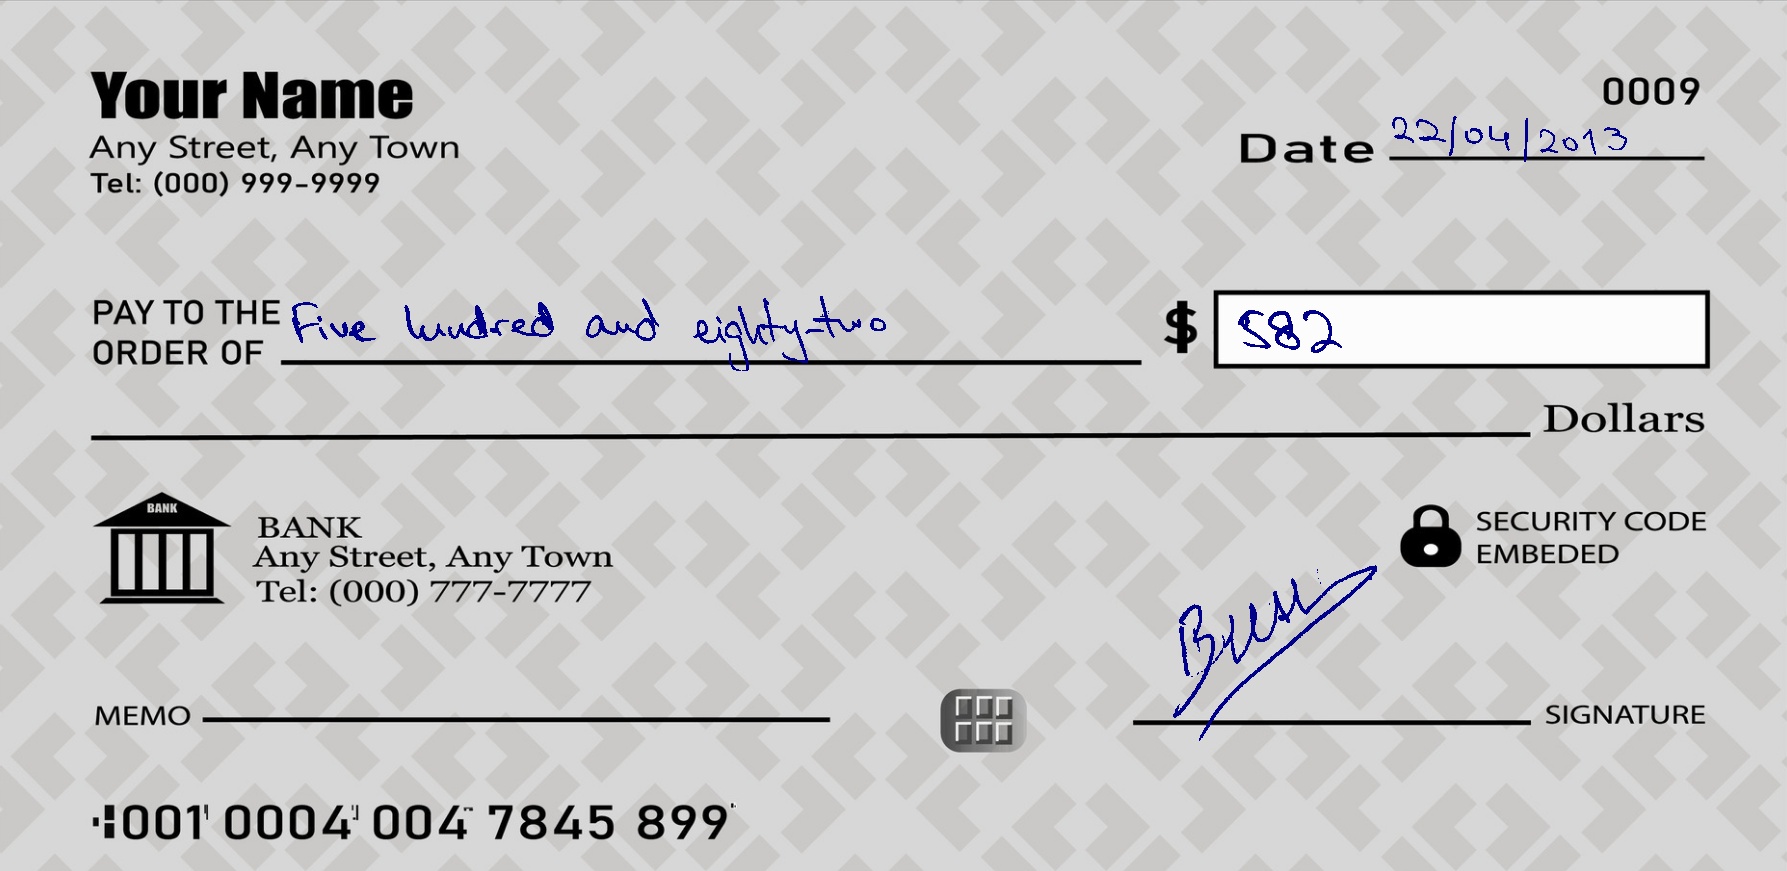 Your Name
Any Street, Any Town
Tel: (000) 999-9999
0009
Date 22/04/2013
PAY TO THE
ORDER OF Five hundred and eighty-two $ 582
Dollars
BANK
BANK
Any Street, Any Town
Tel: (000) 777-7777
SECURITY CODE
EMBEDED
MEMO
SIGNATURE
001 0004 004 7845 899